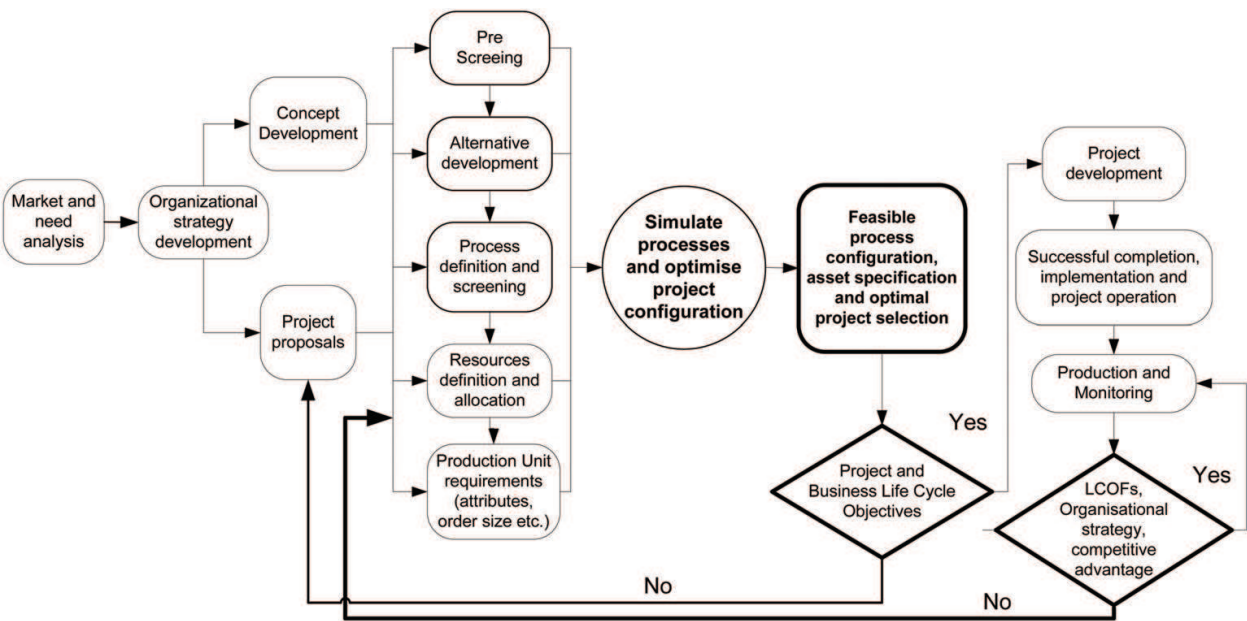 Market and
need
analysis
Organizational
strategy
development
Concept
Development
Project
proposals
Pre
Screeing
Alternative
development
Process
definition and
screening
Resources
definition and
allocation
Production Unit
requirements
(attributes,
order size etc.)
Simulate
processes
and optimise
project
configuration
Feasible
process
configuration,
asset specification
and optimal
project selection
Project and
Business Life Cycle
Objectives
Yes
No
Project
development
Successful completion,
implementation and
project operation
Production and
Monitoring
LCOFs,
Organisational
strategy,
competitive
advantage
Yes
No